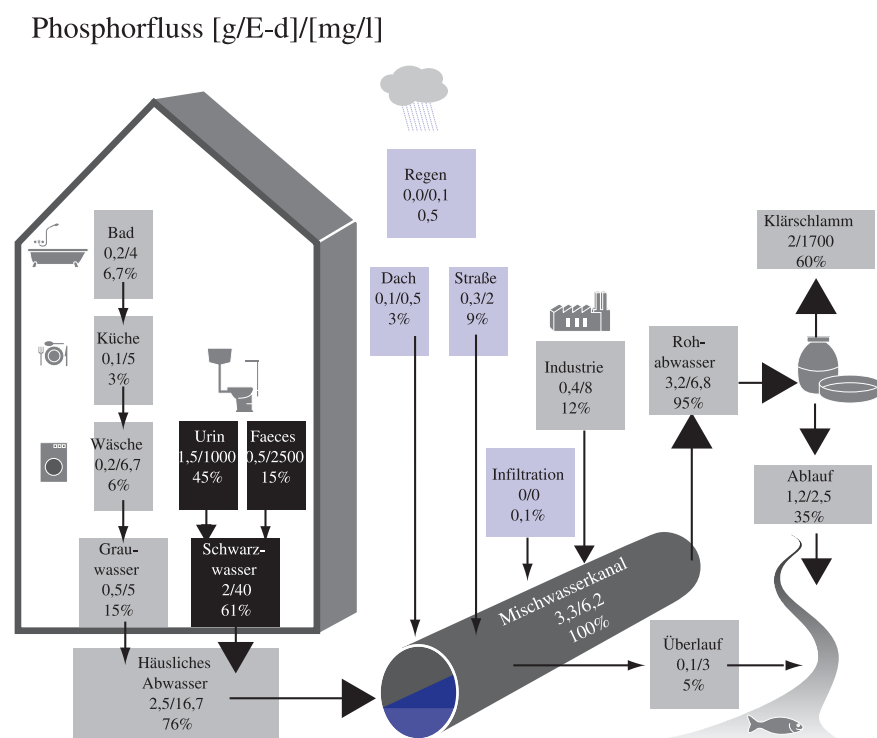 Phosphorfluss [g/E-d]/[mg/l]
Regen
0,0/0,1
0,5
Bad
0,2/4
6,7%
Küche
0,1/5
3%
Wäsche
0,2/6,7
6%
Urin
1,5/1000
45%
Faeces
0,5/2500
15%
Grau-
wasser
0,5/5
15%
Schwarz-
wasser
2/40
61%
Häusliches
Abwasser
2,5/16,7
76%
Dach
0,1/0,5
3%
Straße
0,3/2
9%
Industrie
0,4/8
12%
Infiltration
0/0
0,1%
Mischwasserkanal
3,3/6,2
100%
Roh-
abwasser
3,2/6,8
95%
Klärschlamm
2/1700
60%
Ablauf
1,2/2,5
35%
Überlauf
0,1/3
5%